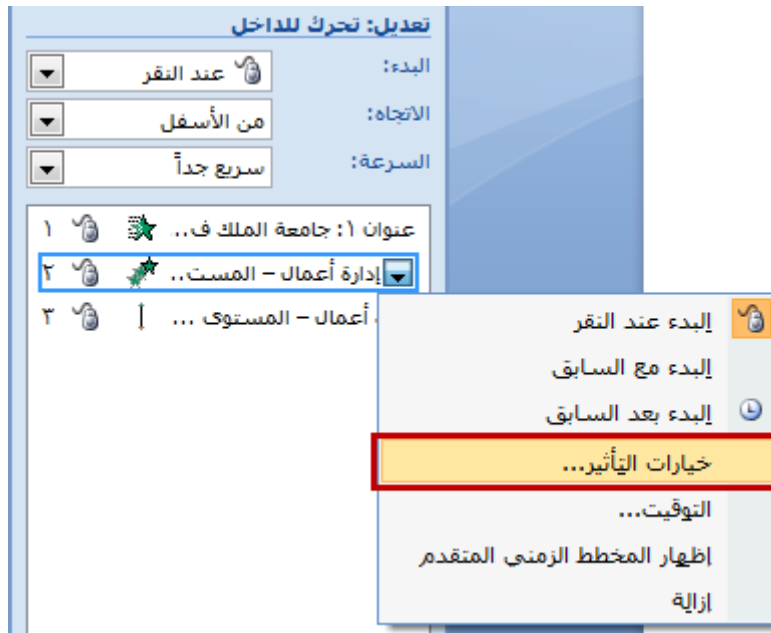 تعديل: تحرك للداخل
البدء: عند النقر
الاتجاه: من الأسفل
السرعة: سريع جداً
عنوان ١: جامعة الملك ف.. ١
إدارة أعمال – المست.. ٢
أعمال – المستوى ... ٣
البدء عند النقر
البدء مع السابق
البدء بعد السابق
خيارات التأثير...
التوقيت...
إظهار المخطط الزمني المتقدم
إزالة